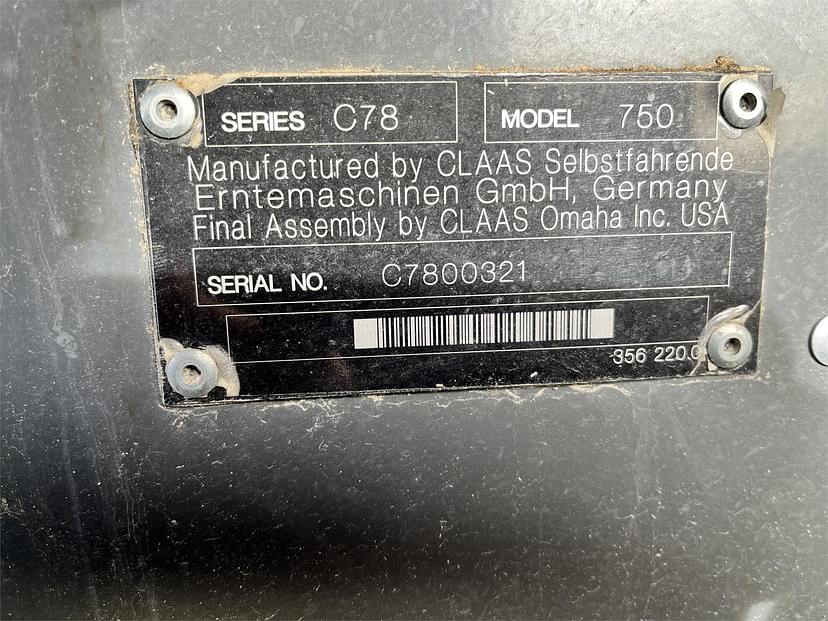 SERIES C78 MODEL 750
Manufactured by CLAAS Selbstfahrende
Erntemaschinen GmbH, Germany
Final Assembly by CLAAS Omaha Inc. USA
SERIAL NO. C7800321
356 220.0